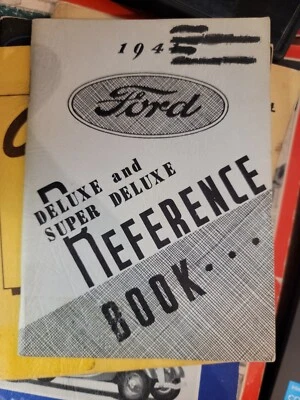 194
Ford
DELUXE and
SUPER DELUXE
REFERENCE
BOOK...